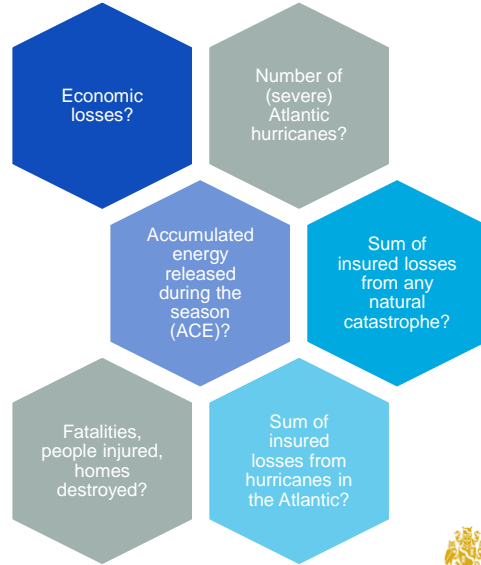 Economic
losses?
Number of
(severe)
Atlantic
hurricanes?
Accumulated
energy
released
during the
season
(ACE)?
Sum of
insured losses
from any
natural
catastrophe?
Fatalities,
people injured,
homes
destroyed?
Sum of
insured
losses from
hurricanes in
the Atlantic?